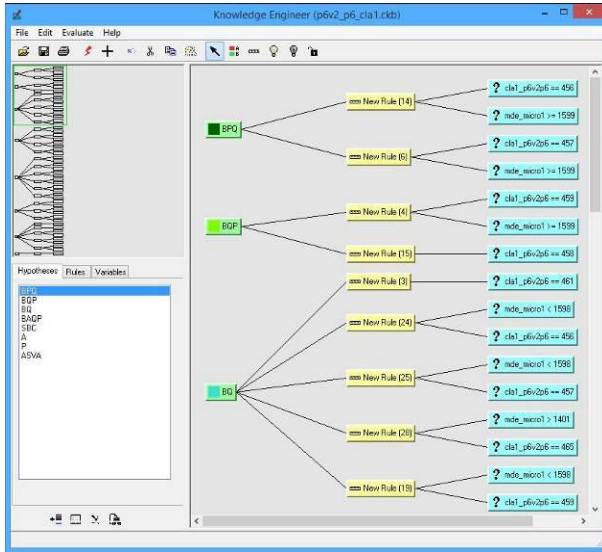 Knowledge Engineer (p6v2_p6_cla1.ckb)
File Edit Evaluate Help
Hypotheses Rules Variables
BPQ
BQP
BQ
BAQP
SBC
A
P
ASVA
BPQ
New Rule (14)
? cla1_p6v2p6 == 456
? mde_micro1 >= 1599
New Rule (6)
? cla1_p6v2p6 == 457
? mde_micro1 >= 1599
BQP
New Rule (4)
? cla1_p6v2p6 == 459
? mde_micro1 >= 1599
New Rule (15)
? cla1_p6v2p6 == 458
BQ
New Rule (3)
? cla1_p6v2p6 == 461
New Rule (24)
? mde_micro1 < 1598
? cla1_p6v2p6 == 456
New Rule (25)
? mde_micro1 < 1598
? cla1_p6v2p6 == 457
New Rule (28)
? mde_micro1 > 1401
? cla1_p6v2p6 == 465
New Rule (19)
? mde_micro1 < 1598
? cla1_p6v2p6 == 459